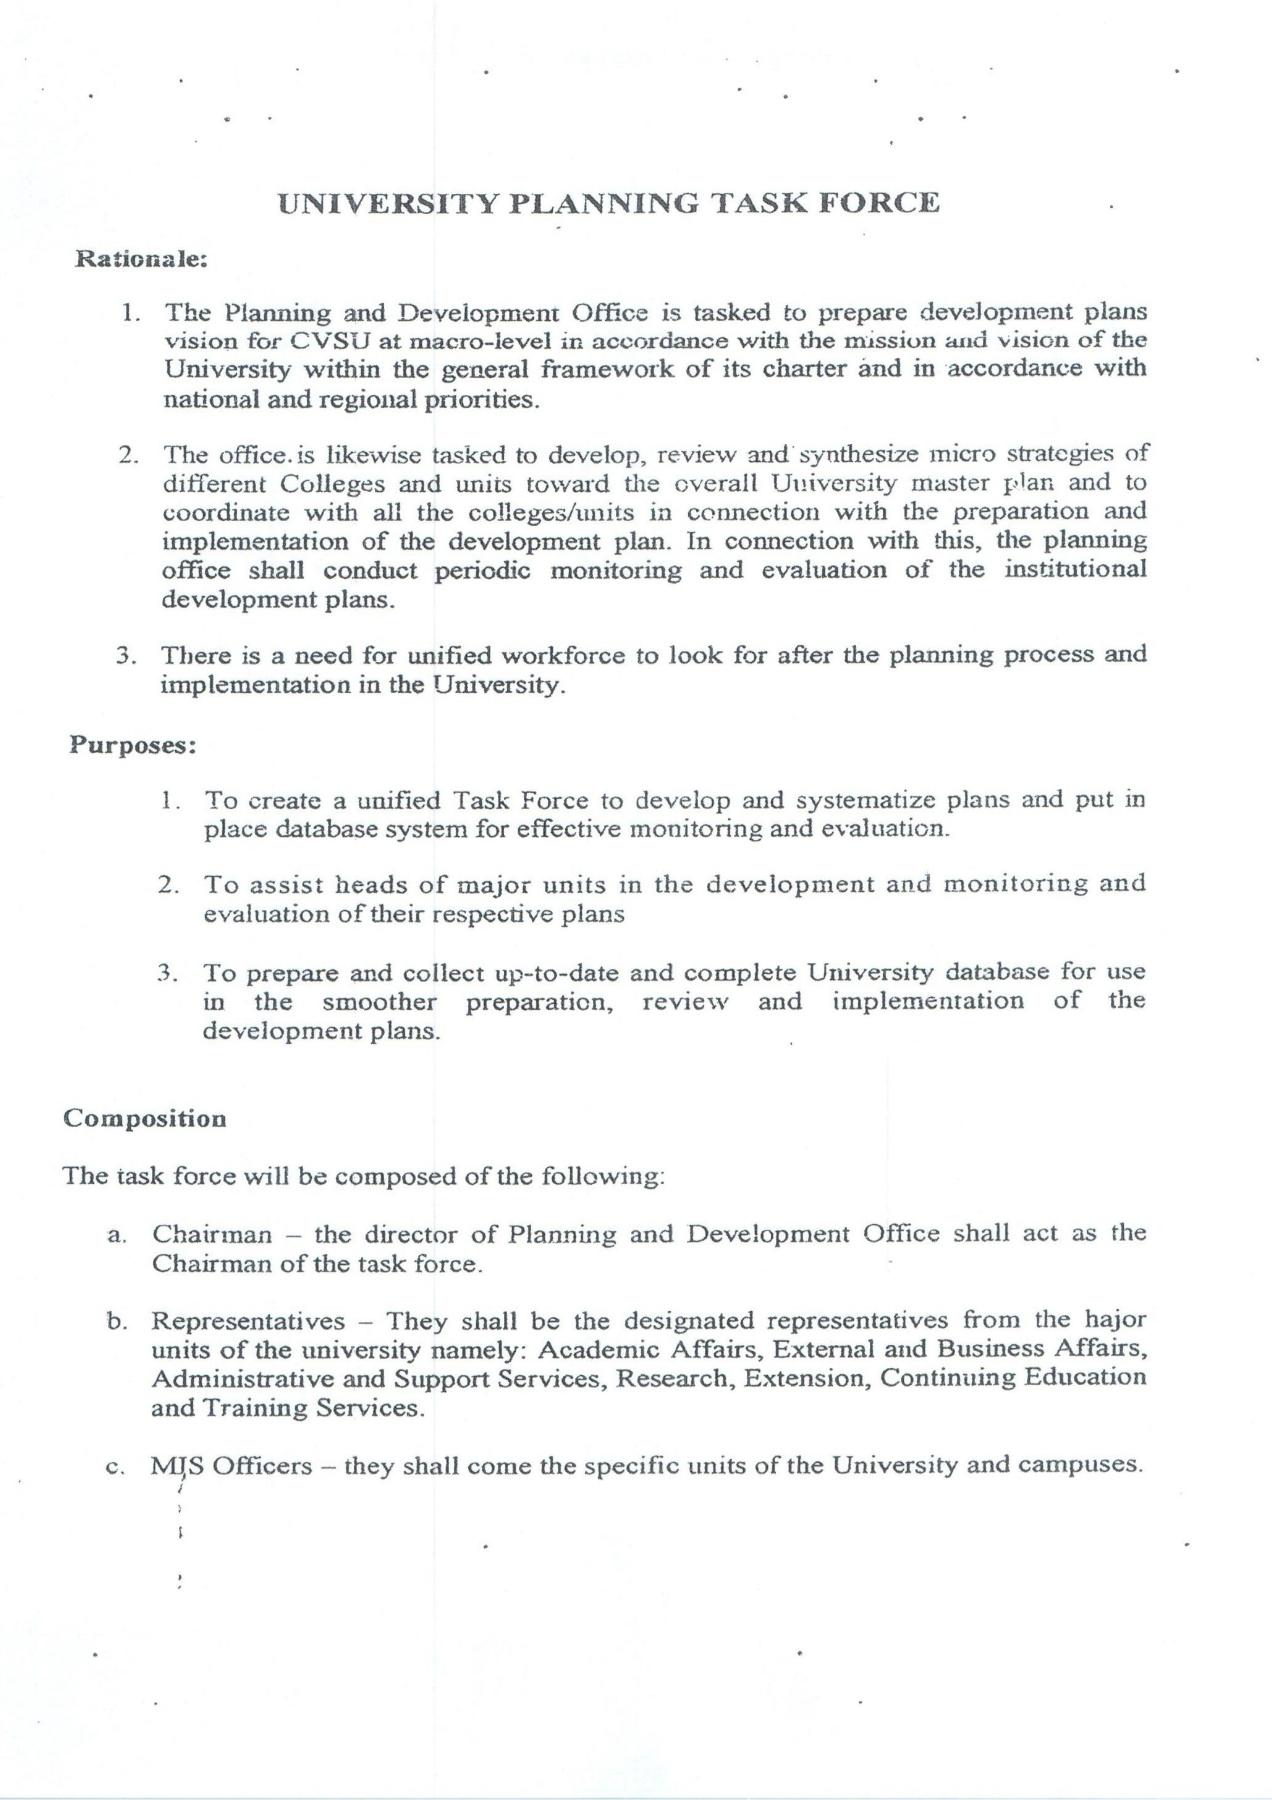 UNIVERSITY PLANNING TASK FORCE
Rationale:
1. The Planning and Development Office is tasked to prepare development plans
vision for CVSU at macro-level in accordance with the mission and vision of the
University within the general framework of its charter and in accordance with
national and regional priorities.
2. The office is likewise tasked to develop, review and synthesize micro strategies of
different Colleges and units toward the overall University master plan and to
coordinate with all the colleges/units in connection with the preparation and
implementation of the development plan. In connection with this, the planning
office shall conduct periodic monitoring and evaluation of the institutional
development plans.
3. There is a need for unified workforce to look for after the planning process and
implementation in the University.
Purposes:
1. To create a unified Task Force to develop and systematize plans and put in
place database system for effective monitoring and evaluation.
2. To assist heads of major units in the development and monitoring and
evaluation of their respective plans
3. To prepare and collect up-to-date and complete University database for use
in the smoother preparation, review and implementation of the
development plans.
Composition
The task force will be composed of the following:
a. Chairman – the director of Planning and Development Office shall act as the
Chairman of the task force.
b. Representatives – They shall be the designated representatives from the hajor
units of the university namely: Academic Affairs, External and Business Affairs,
Administrative and Support Services, Research, Extension, Continuing Education
and Training Services.
c. MIS Officers – they shall come the specific units of the University and campuses.